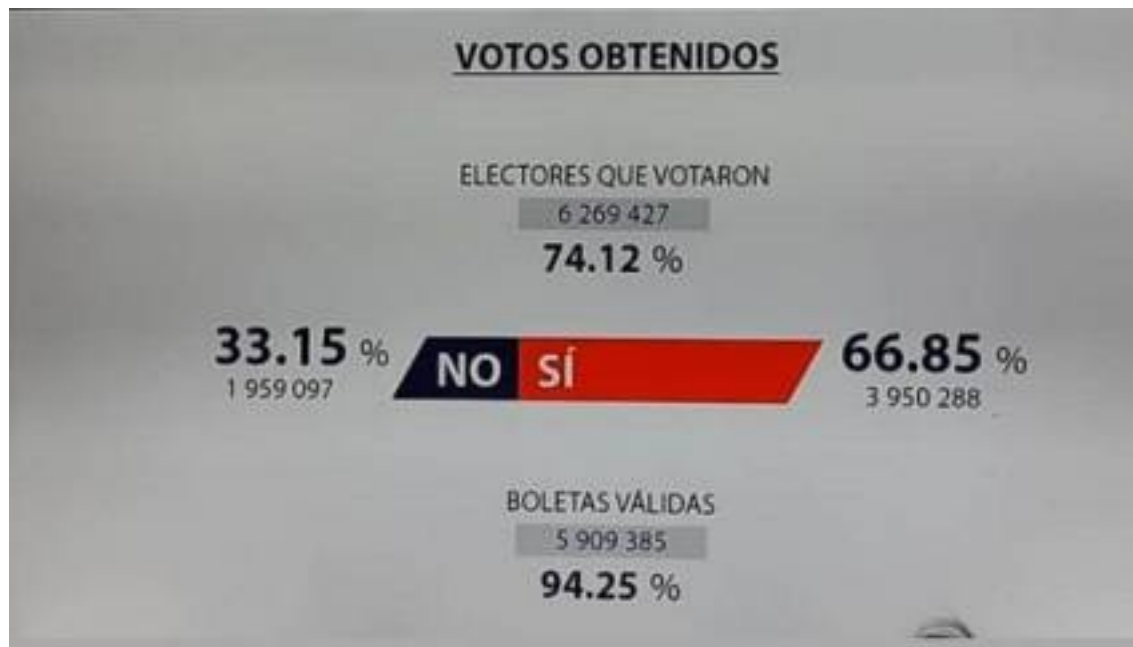 VOTOS OBTENIDOS
ELECTORES QUE VOTARON
6 269 427
74.12 %
33.15 %
1 959 097
NO SÍ
66.85 %
3 950 288
BOLETAS VÁLIDAS
5 909 385
94.25 %